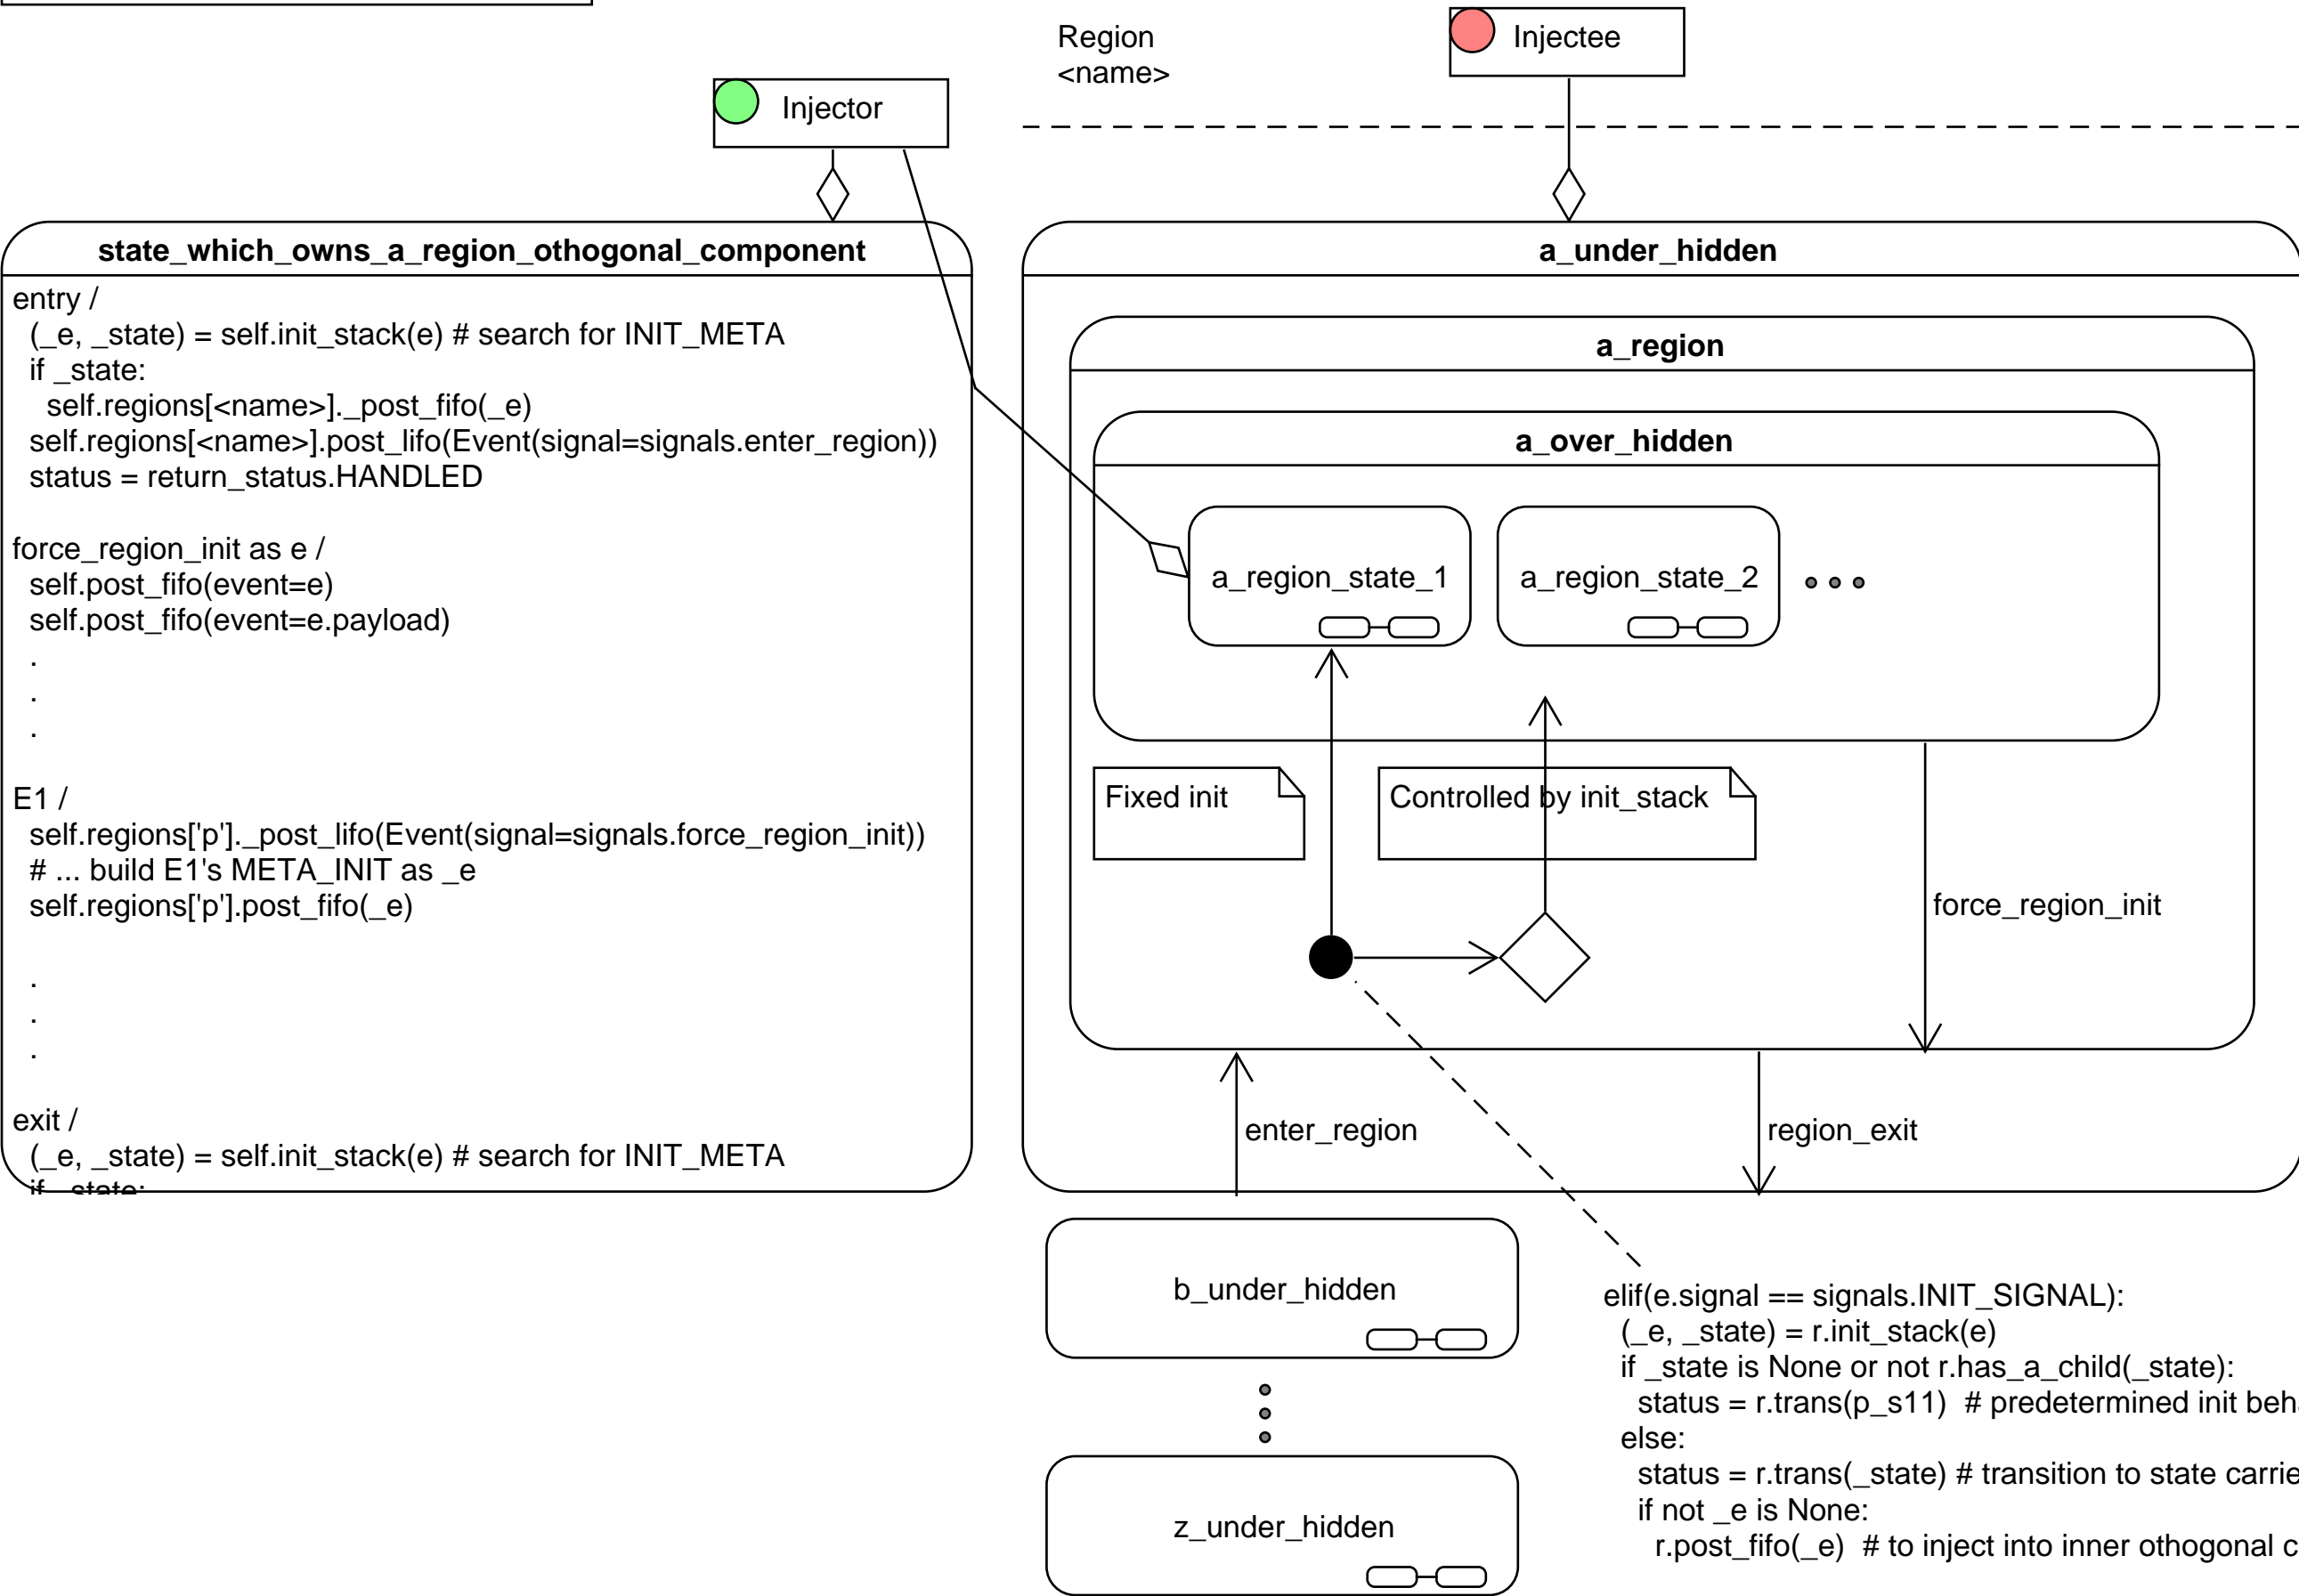 Region
<name>
Injectee
Injector
state_which_owns_a_region_othogonal_component
entry /
(_e, _state) = self.init_stack(e) # search for INIT_META
if _state:
self.regions[<name>]._post_fifo(_e)
self.regions[<name>].post_lifo(Event(signal=signals.enter_region))
status = return_status.HANDLED
force_region_init as e /
self.post_fifo(event=e)
self.post_fifo(event=e.payload)
.
.
.
E1 /
self.regions['p']._post_lifo(Event(signal=signals.force_region_init))
# ... build E1's META_INIT as _e
self.regions['p'].post_fifo(_e)
.
.
.
exit /
(_e, _state) = self.init_stack(e) # search for INIT_META
if _state:
a_under_hidden
a_region
a_over_hidden
a_region_state_1
a_region_state_2
Fixed init
Controlled by init_stack
force_region_init
enter_region
region_exit
b_under_hidden
z_under_hidden
elif(e.signal == signals.INIT_SIGNAL):
(_e, _state) = r.init_stack(e)
if _state is None or not r.has_a_child(_state):
status = r.trans(p_s11) # predetermined init
else:
status = r.trans(_state) # transition to state
if not _e is None:
r.post_fifo(_e) # to inject into inner othogonal